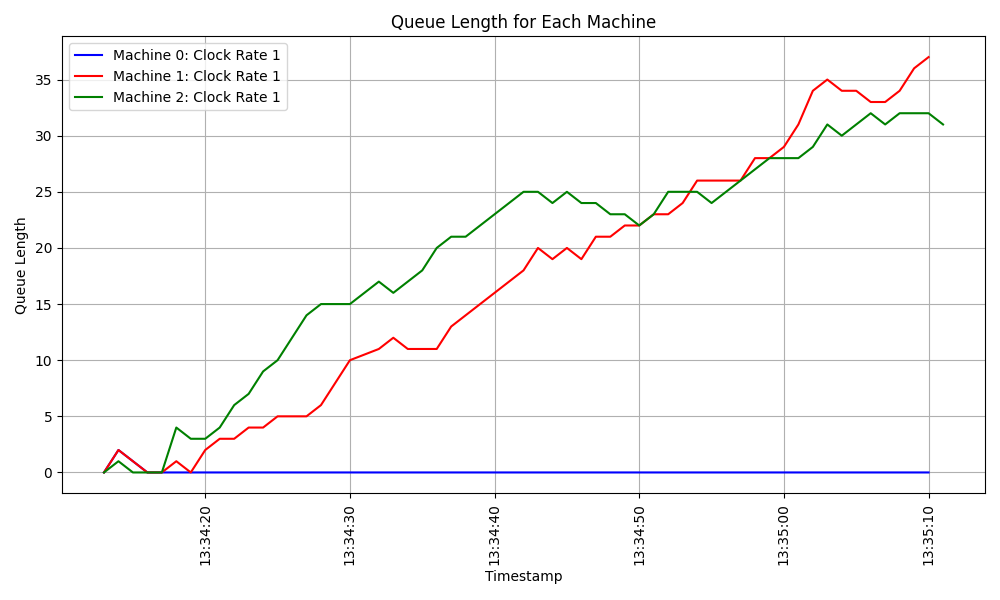 Queue Length for Each Machine
Machine 0: Clock Rate 1
Machine 1: Clock Rate 1
Machine 2: Clock Rate 1
Queue Length
35
30
25
20
15
10
5
0
13:34:20
13:34:30
13:34:40
13:34:50
13:35:00
13:35:10
Timestamp